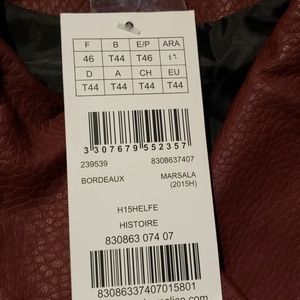 F B E/P ARA
46 T44 T46 ٤٦
D A CH EU
T44 T44 T44 T44
3 307679 552357
239539 8308637407
BORDEAUX MARSALA
(2015H)
H15HELFE
HISTOIRE
830863 074 07
83086337407015801